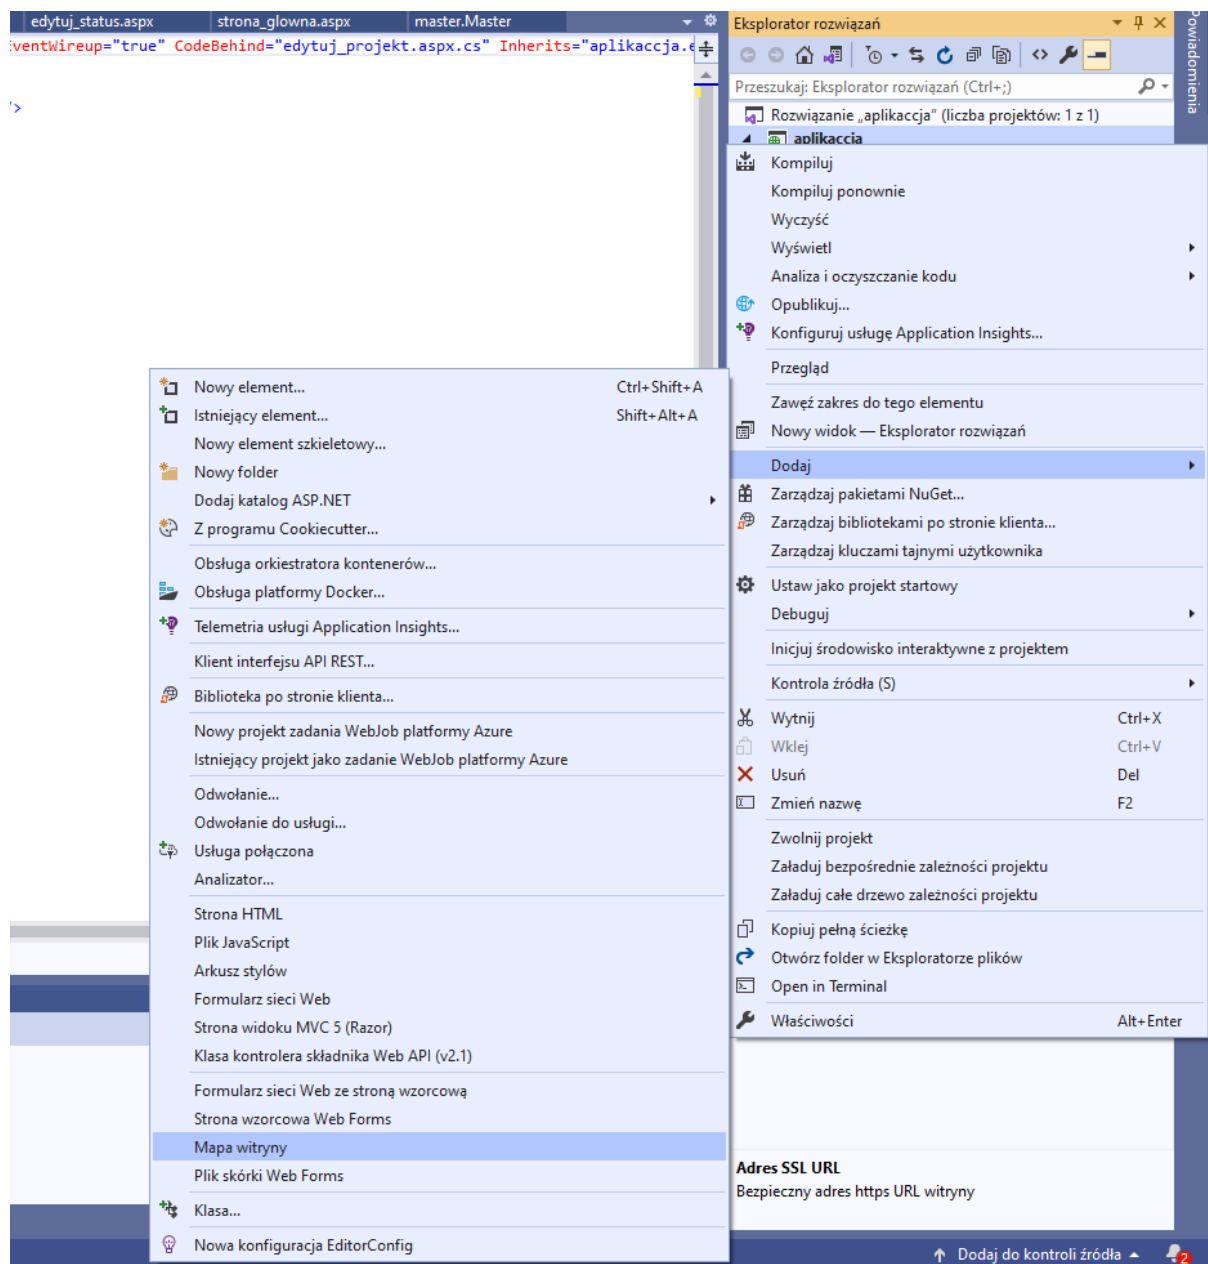 edytuj_status.aspx strona_glowna.aspx master.Master
EventWireup="true" CodeBehind="edytuj_projekt.aspx.cs" Inherits="aplikaccja.e
'>
Eksplorator rozwiązań
Przeszukaj: Eksplorator rozwiązań (Ctrl+;)
Rozwiązanie „aplikaccja” (liczba projektów: 1 z 1)
aplikaccja
Powiadomienia
Kompiluj
Kompiluj ponownie
Wyczyść
Wyświetl
Analiza i oczyszczanie kodu
Opublikuj...
Konfiguruj usługę Application Insights...
Przegląd
Zawęź zakres do tego elementu
Nowy widok — Eksplorator rozwiązań
Dodaj
Zarządzaj pakietami NuGet...
Zarządzaj bibliotekami po stronie klienta...
Zarządzaj kluczami tajnymi użytkownika
Ustaw jako projekt startowy
Debuguj
Inicjuj środowisko interaktywne z projektem
Kontrola źródła (S)
Wytnij Ctrl+X
Wklej Ctrl+V
Usuń Del
Zmień nazwę F2
Zwolnij projekt
Załaduj bezpośrednie zależności projektu
Załaduj całe drzewo zależności projektu
Kopiuj pełną ścieżkę
Otwórz folder w Eksploratorze plików
Open in Terminal
Właściwości Alt+Enter
Nowy element... Ctrl+Shift+A
Istniejący element... Shift+Alt+A
Nowy element szkieletowy...
Nowy folder
Dodaj katalog ASP.NET
Z programu Cookiecutter...
Obsługa orkiestratora kontenerów...
Obsługa platformy Docker...
Telemetria usługi Application Insights...
Klient interfejsu API REST...
Biblioteka po stronie klienta...
Nowy projekt zadania WebJob platformy Azure
Istniejący projekt jako zadanie WebJob platformy Azure
Odwołanie...
Odwołanie do usługi...
Usługa połączona
Analizator...
Strona HTML
Plik JavaScript
Arkusz stylów
Formularz sieci Web
Strona widoku MVC 5 (Razor)
Klasa kontrolera składnika Web API (v2.1)
Formularz sieci Web ze stroną wzorcową
Strona wzorcowa Web Forms
Mapa witryny
Plik skórki Web Forms
Klasa...
Nowa konfiguracja EditorConfig
Adres SSL URL
Bezpieczny adres https URL witryny
Dodaj do kontroli źródła 2